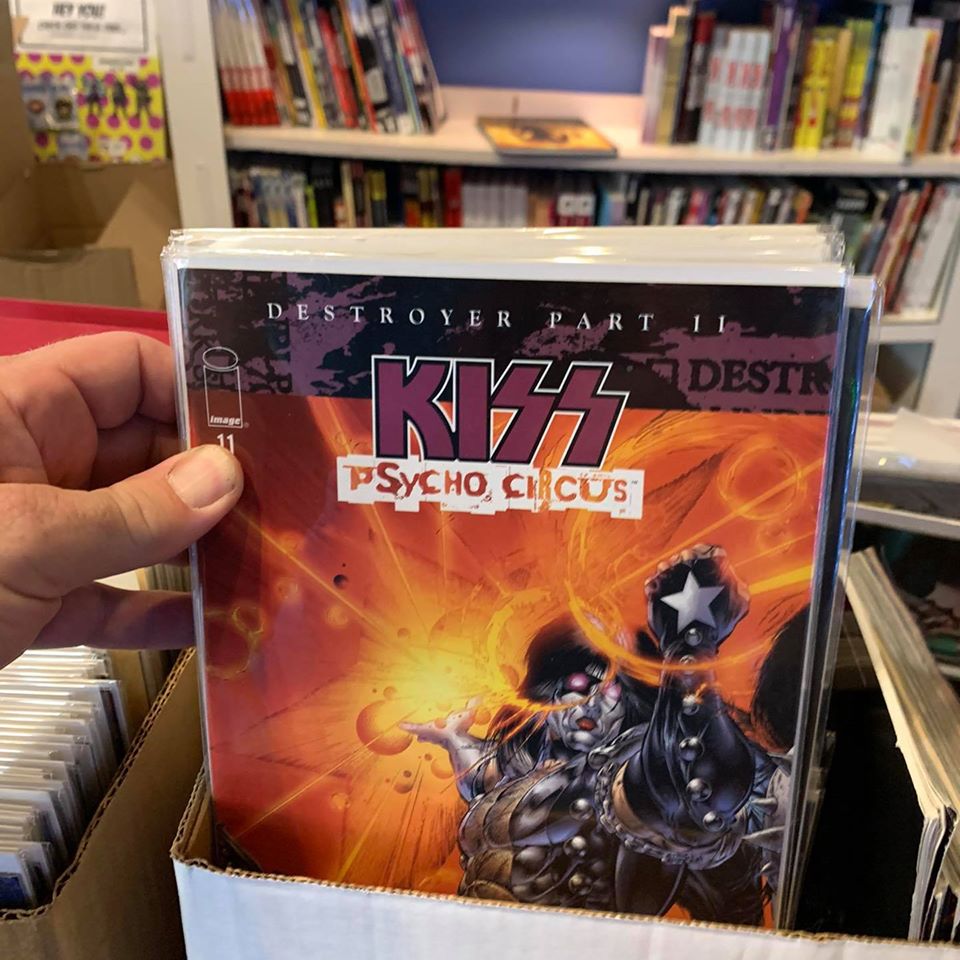 HEY YOU!
DESTROYER PART II
DESTR
image
11
KISS
PSYCHO CIRCUS